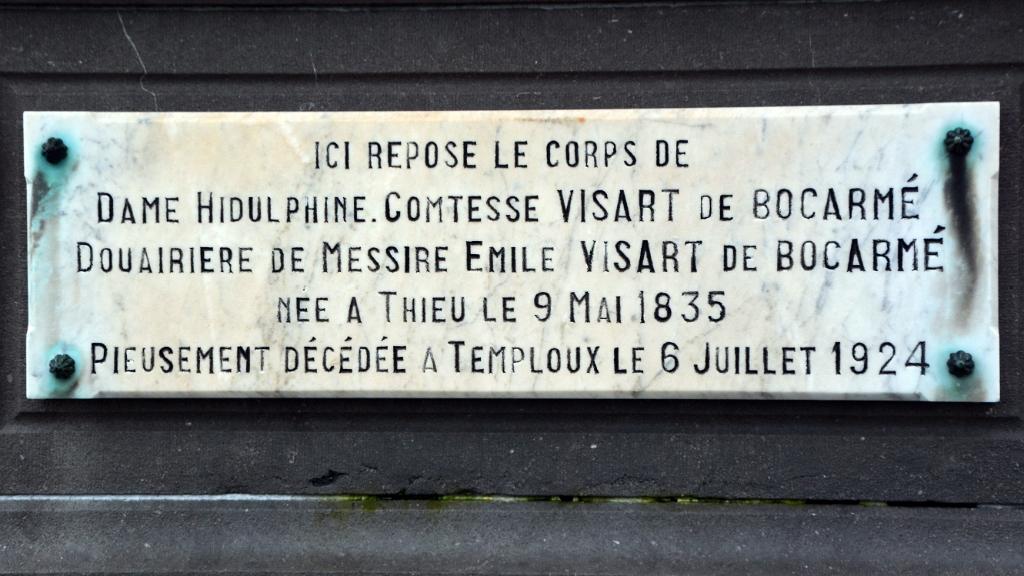 ICI REPOSE LE CORPS DE
DAME HIDULPHINE. COMTESSE VISART DE BOCARMÉ
DOUAIRIERE DE MESSIRE EMILE VISART DE BOCARMÉ
NEE A THIEU LE 9 MAI 1835
PIEUSEMENT DÉCÉDÉE A TEMPLOUX LE 6 JUILLET 1924